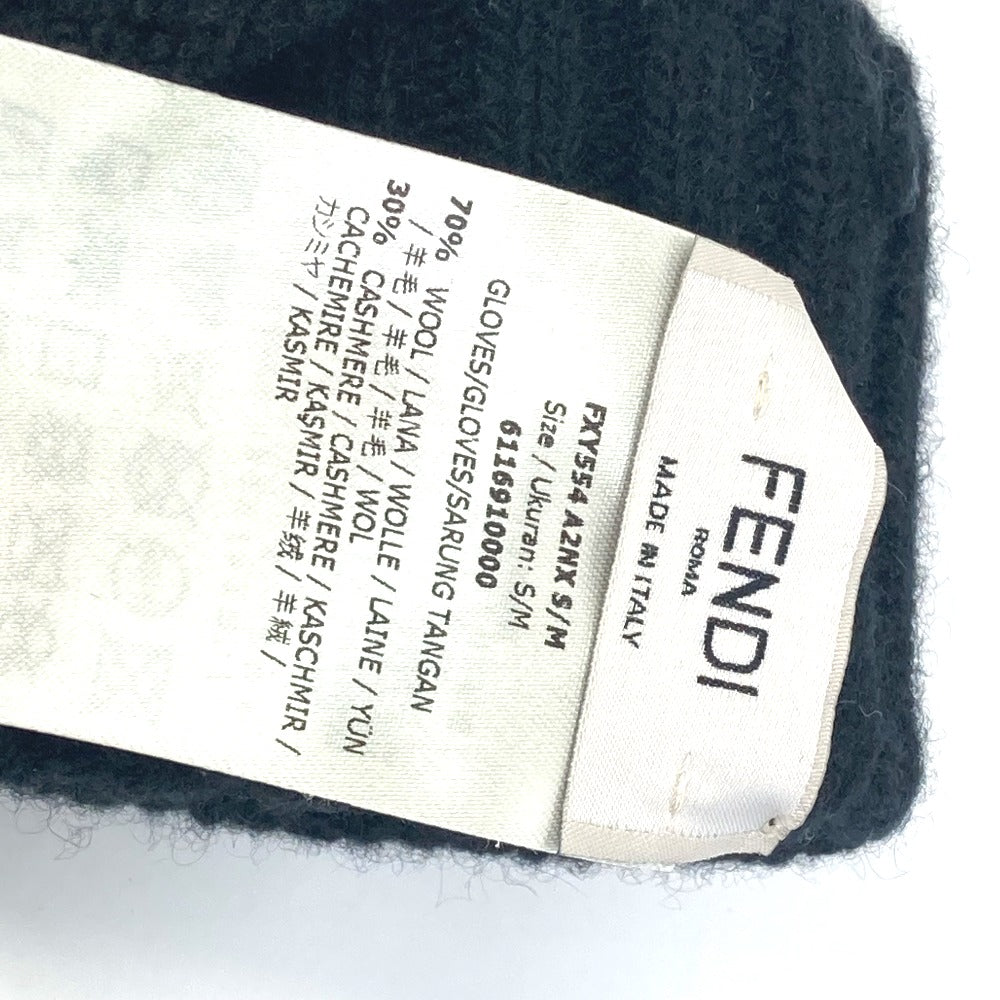 FENDI
ROMA
MADE IN ITALY
FXY554 A2NX S/M
Size / Ukuran: S/M
6116910000
GLOVES/GLOVES/SARUNG TANGAN
70% WOOL / LANA / WOLLE / LAINE / YÜN
/ 羊毛 / 羊毛 / 羊毛 / WOL
30% CASHMERE / CASHMERE / KASCHMIR /
CACHEMIRE / KAŞMIR / 羊绒 / 羊絨 /
カシミヤ / KASMIR